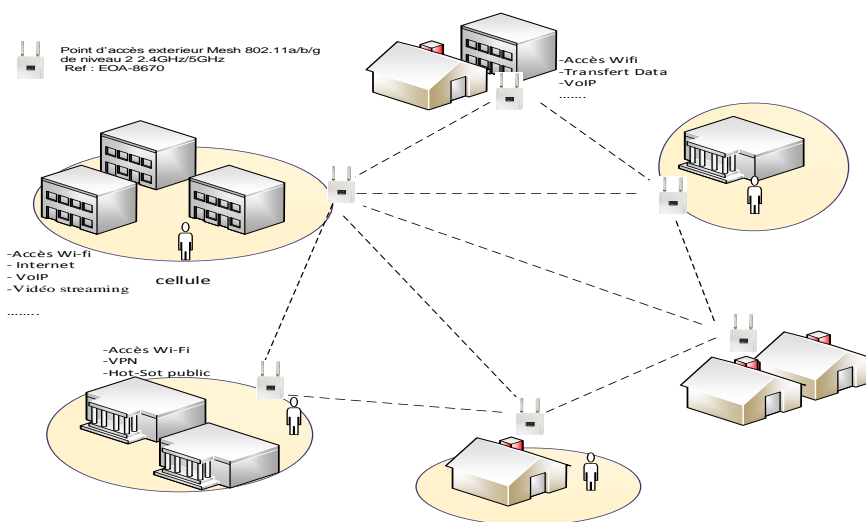 Point d'accès exterieur Mesh 802.11a/b/g
de niveau 2 2.4GHz/5GHz
Ref : EOA-8670
-Accès Wifi
-Transfert Data
-VoIP
.......
-Accès Wi-fi
- Internet
- VoIP
-Vidéo streaming
........
cellule
-Accès Wi-Fi
-VPN
-Hot-Sot public